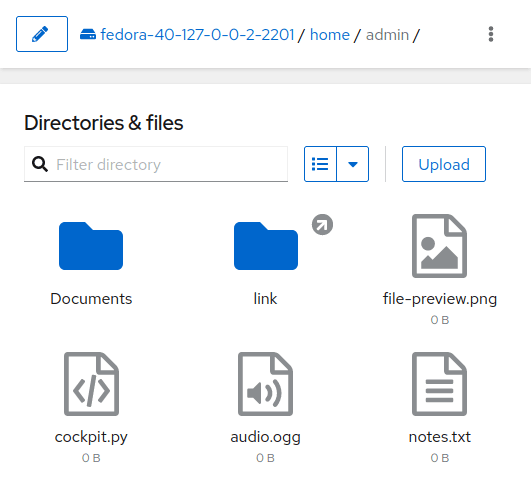 fedora-40-127-0-0-2-2201 / home / admin /
Directories & files
Filter directory
Upload
Documents
link
file-preview.png
0 B
cockpit.py
0 B
audio.ogg
0 B
notes.txt
0 B